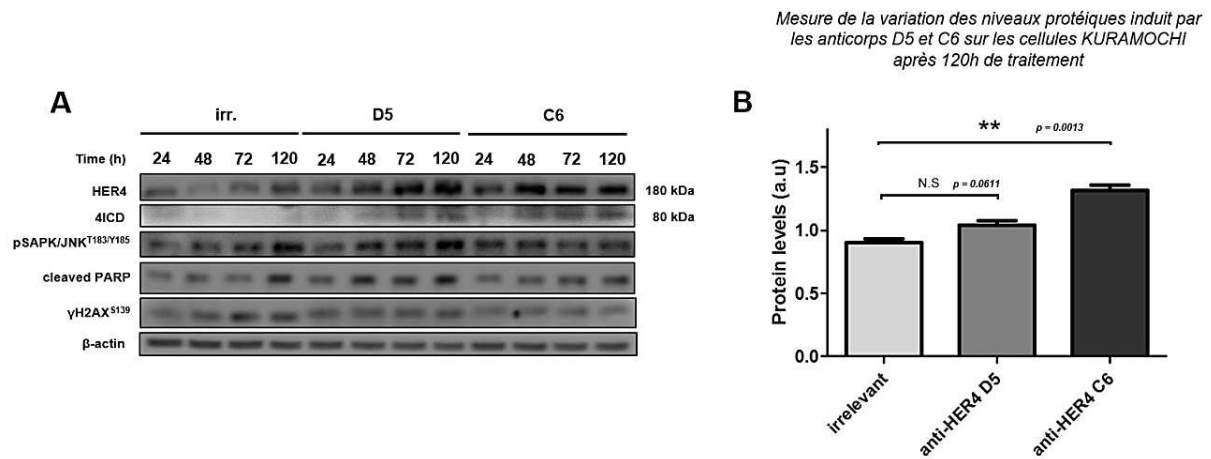 Mesure de la variation des niveaux protéiques induit par
les anticorps D5 et C6 sur les cellules KURAMOCHI
après 120h de traitement
A
irr. D5 C6
Time (h) 24 48 72 120 24 48 72 120 24 48 72 120
HER4 180 kDa
4ICD 80 kDa
pSAPK/JNKT183/Y185
cleaved PARP
γH2AXS139
β-actin
B
** p = 0.0013
N.S p = 0.0611
Protein levels (a.u)
1.5
1.0
0.5
0.0
irrelevant
anti-HER4 D5
anti-HER4 C6